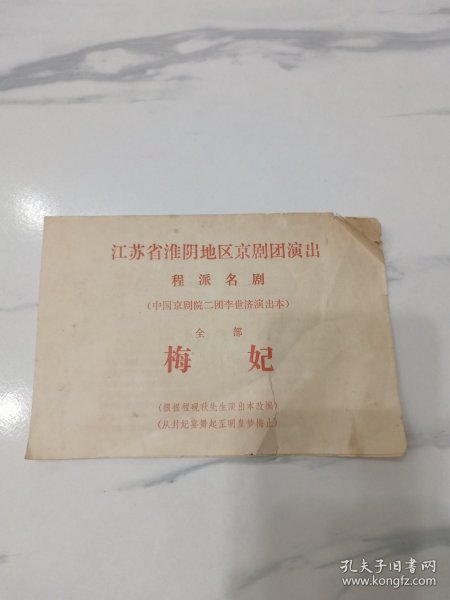 江苏省淮阴地区京剧团演出
程派名剧
(中国京剧院二团李世济演出本)
全部
梅妃
(根据程砚秋先生演出本改编)
(从封妃宴舞起至明皇梦梅止)
孔夫子旧书网
www.kongfz.com